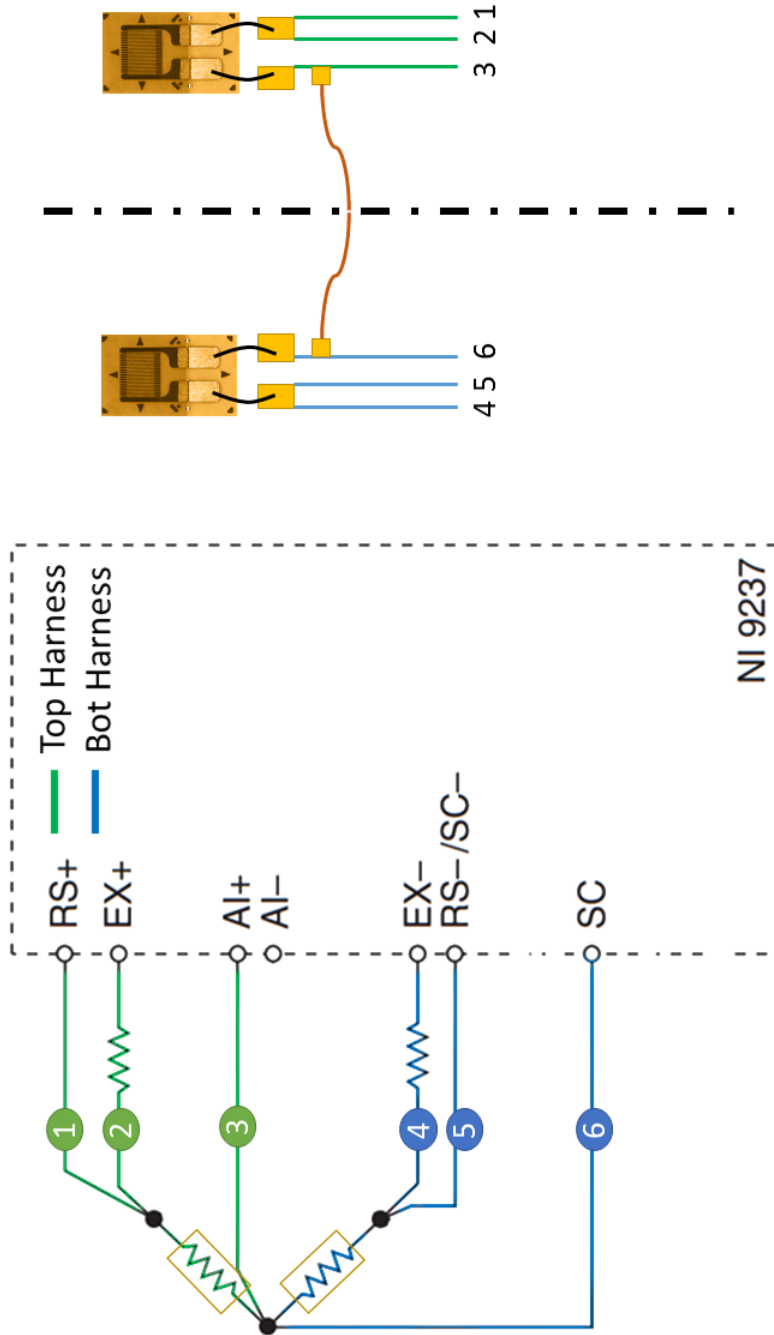 Top Harness
Bot Harness
RS+
EX+
AI+
AI–
EX–
RS–/SC–
SC
NI 9237
1
2
3
4
5
6
1
2
3
4
5
6